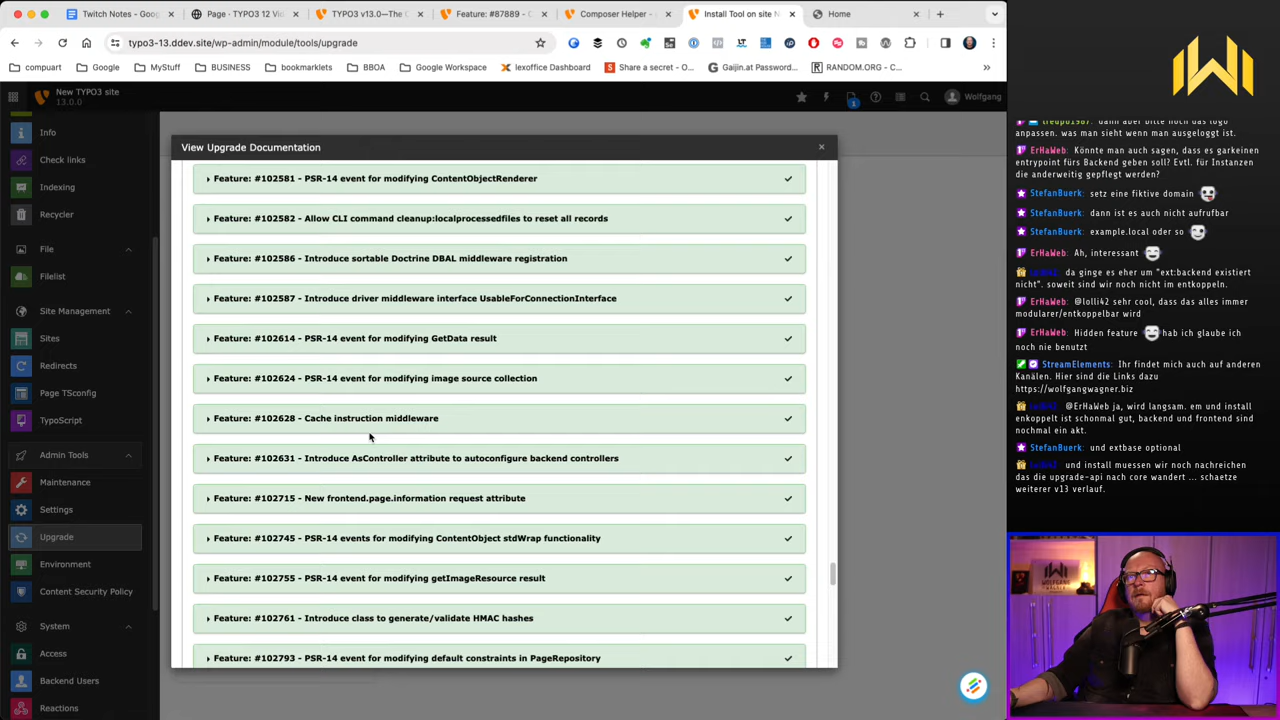 Twitch Notes - Goo
Page · TYPO3 12 Vid
TYPO3 v13.0—The C
Feature: #87889 - C
Composer Helper - 
Install Tool on site N
Home
typo3-13.ddev.site/wp-admin/module/tools/upgrade
compuart
Google
MyStuff
BUSINESS
bookmarklets
BBOA
Google Workspace
lexoffice Dashboard
Share a secret - O...
Gaijin.at Password...
RANDOM.ORG - C...
»
New TYPO3 site
13.0.0
1
Wolfgang
Info
Check links
Indexing
Recycler
File
Filelist
Site Management
Sites
Redirects
Page TSconfig
TypoScript
Admin Tools
Maintenance
Settings
Upgrade
Environment
Content Security Policy
System
Access
Backend Users
Reactions
View Upgrade Documentation
Feature: #102581 - PSR-14 event for modifying ContentObjectRenderer
Feature: #102582 - Allow CLI command cleanup:localprocessedfiles to reset all records
Feature: #102586 - Introduce sortable Doctrine DBAL middleware registration
Feature: #102587 - Introduce driver middleware interface UsableForConnectionInterface
Feature: #102614 - PSR-14 event for modifying GetData result
Feature: #102624 - PSR-14 event for modifying image source collection
Feature: #102628 - Cache instruction middleware
Feature: #102631 - Introduce AsController attribute to autoconfigure backend controllers
Feature: #102715 - New frontend.page.information request attribute
Feature: #102745 - PSR-14 events for modifying ContentObject stdWrap functionality
Feature: #102755 - PSR-14 event for modifying getImageResource result
Feature: #102761 - Introduce class to generate/validate HMAC hashes
Feature: #102793 - PSR-14 event for modifying default constraints in PageRepository
dann aber bitte noch das logo
anpassen. was man sieht wenn man ausgeloggt ist.
ErHaWeb: Könnte man auch sagen, dass es garkeinen
entrypoint fürs Backend geben soll? Evtl. für Instanzen
die anderweitig gepflegt werden?
StefanBuerk: setz eine fiktive domain
StefanBuerk: dann ist es auch nicht aufrufbar
StefanBuerk: example.local oder so
ErHaWeb: Ah, interessant
lolli42: da ginge es eher um "ext:backend existiert
nicht". soweit sind wir noch nicht im entkoppeln.
ErHaWeb: @lolli42 sehr cool, dass das alles immer
modularer/entkoppelbar wird
ErHaWeb: Hidden feature hab ich glaube ich
noch nie benutzt
StreamElements: Ihr findet mich auch auf anderen
Kanälen. Hier sind die Links dazu
https://wolfgangwagner.biz
lolli42: @ErHaWeb ja, wird langsam. em und install
enkoppelt ist schonmal gut, backend und frontend sind
nochmal ein akt.
StefanBuerk: und extbase optional
lolli42: und install muessen wir noch nachreichen
das die upgrade-api nach core wandert ... schaetze
weiterer v13 verlauf.